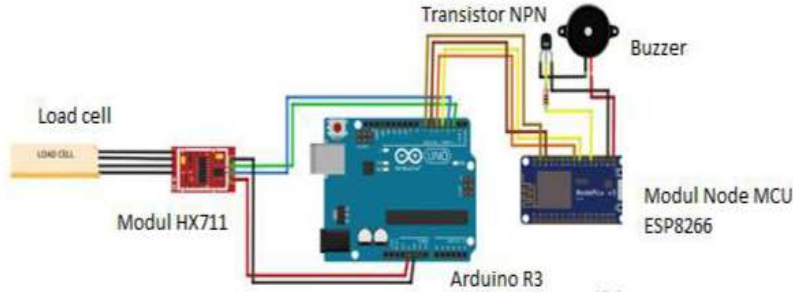 Transistor NPN
Buzzer
Load cell
LOAD CELL
UNO
Modul HX711
Modul Node MCU
ESP8266
Arduino R3